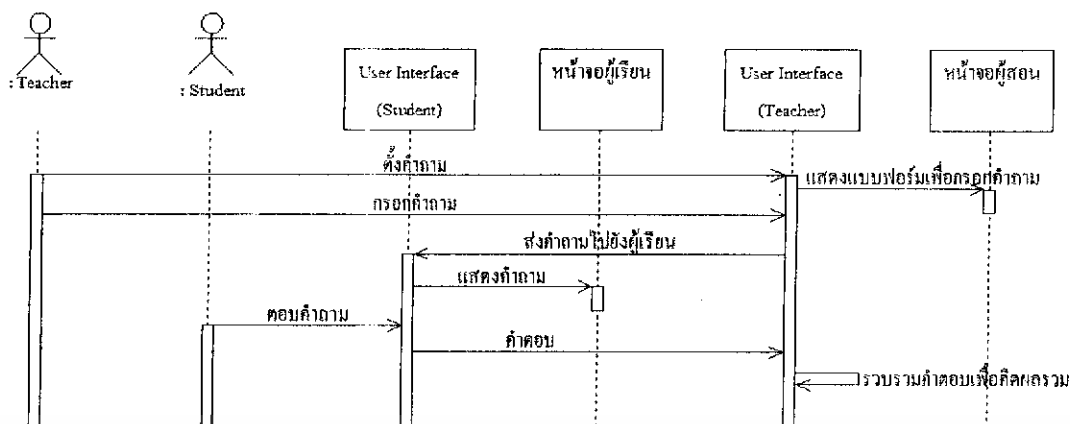 : Teacher
: Student
User Interface
(Student)
หน้าจอผู้เรียน
User Interface
(Teacher)
หน้าจอผู้สอน
ตั้งคำถาม
แสดงแบบฟอร์มเพื่อกรอกคำถาม
กรอกคำถาม
ส่งคำถามไปยังผู้เรียน
แสดงคำถาม
ตอบคำถาม
คำตอบ
รวบรวมคำตอบเพื่อคิดผลรวม